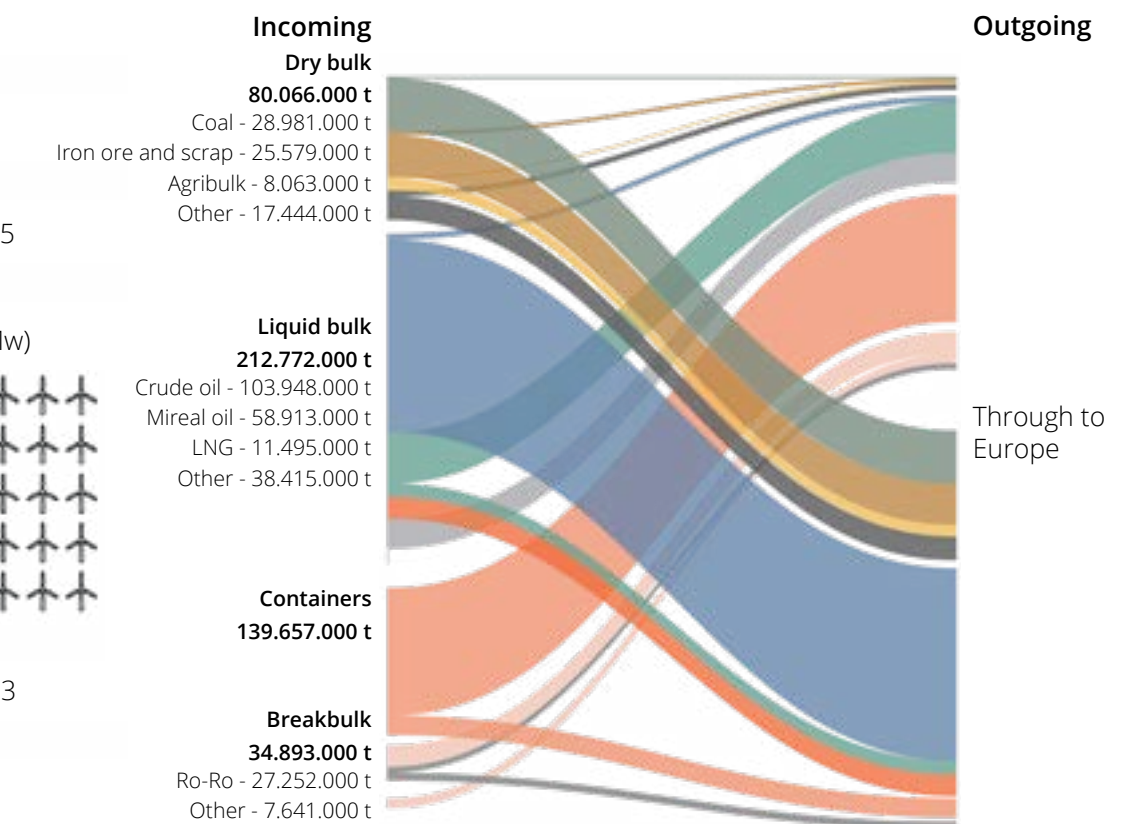 Incoming
Dry bulk
80.066.000 t
Coal - 28.981.000 t
Iron ore and scrap - 25.579.000 t
Agribulk - 8.063.000 t
Other - 17.444.000 t
5
lw)
Liquid bulk
212.772.000 t
Crude oil - 103.948.000 t
Mireal oil - 58.913.000 t
LNG - 11.495.000 t
Other - 38.415.000 t
Containers
139.657.000 t
3
Breakbulk
34.893.000 t
Ro-Ro - 27.252.000 t
Other - 7.641.000 t
Outgoing
Through to
Europe